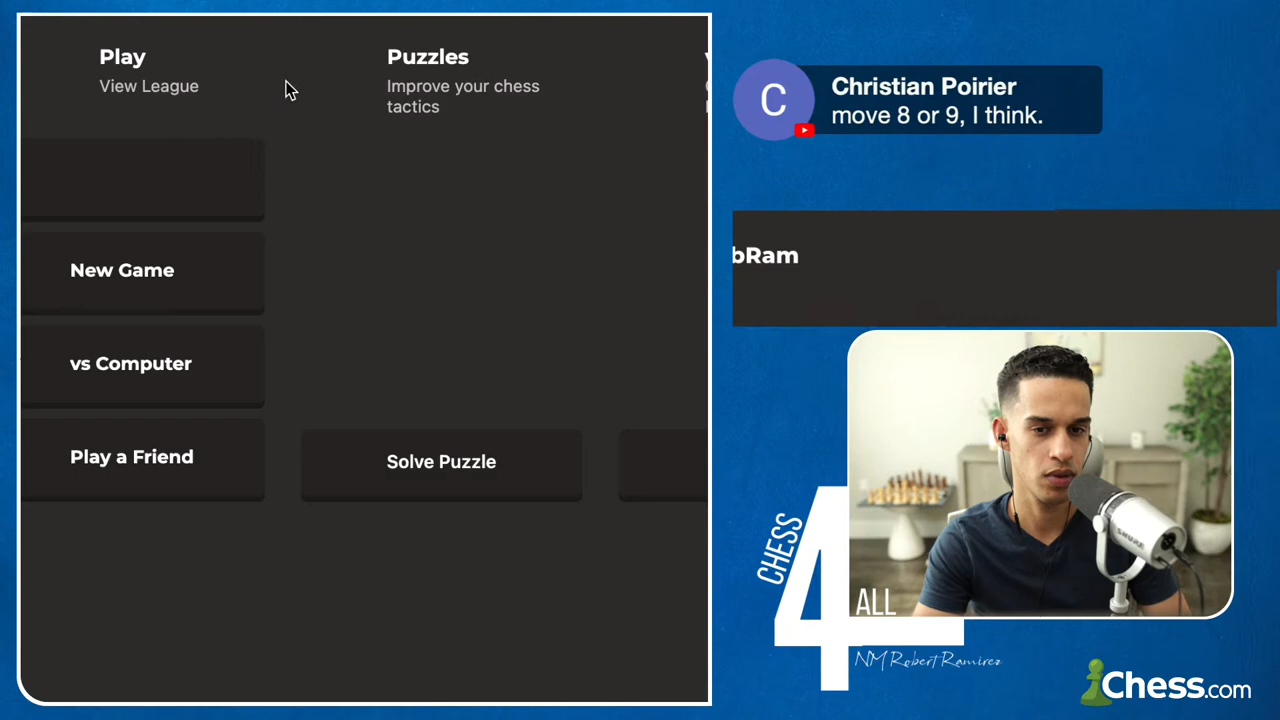 Play
View League
Puzzles
Improve your chess
tactics
New Game
vs Computer
Play a Friend
Solve Puzzle
C
Christian Poirier
move 8 or 9, I think.
bRam
SHURE
CHESS
4
ALL
NM Robert Ramirez
Chess.com